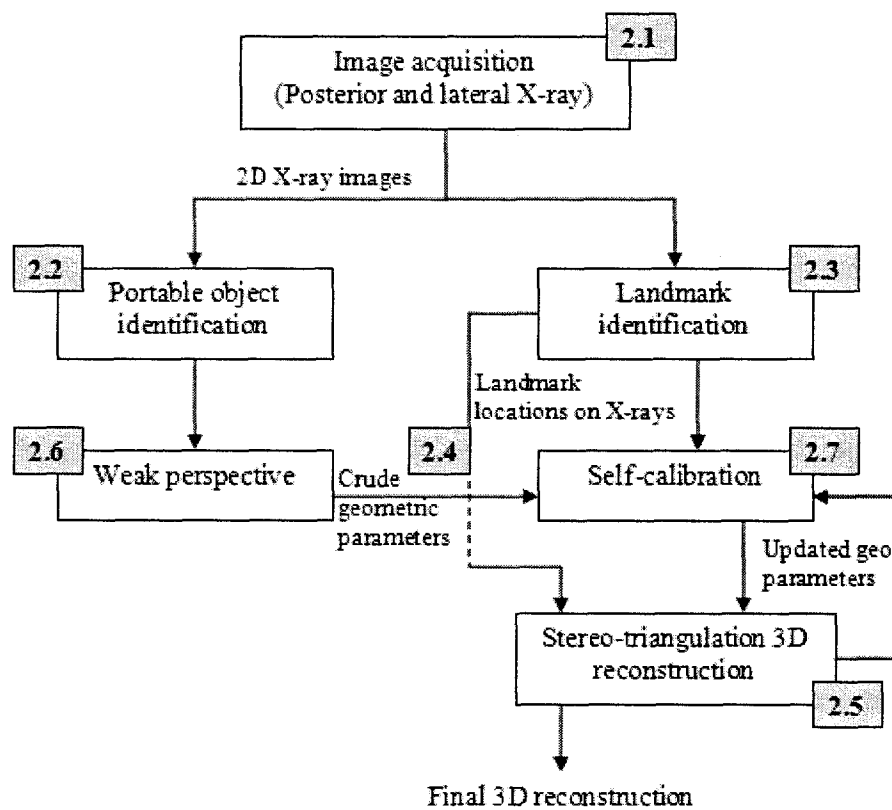 2.1
Image acquisition
(Posterior and lateral X-ray)
2D X-ray images
2.2
Portable object
identification
2.3
Landmark
identification
Landmark
locations on X-rays
2.6
Weak perspective
2.4
Crude
geometric
parameters
2.7
Self-calibration
Updated geo
parameters
Stereo-triangulation 3D
reconstruction
2.5
Final 3D reconstruction